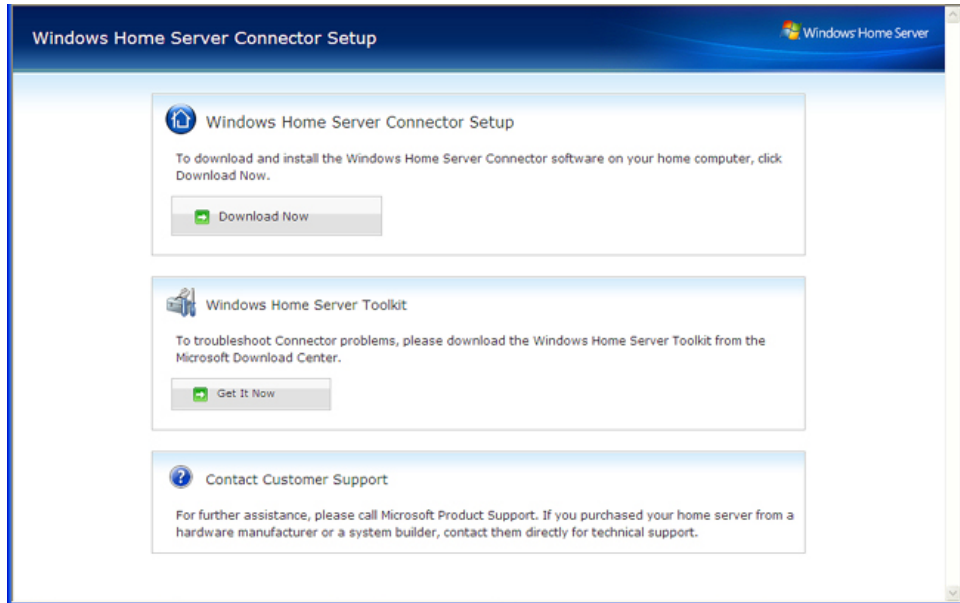 Windows Home Server Connector Setup
Windows Home Server
Windows Home Server Connector Setup
To download and install the Windows Home Server Connector software on your home computer, click
Download Now.
Download Now
Windows Home Server Toolkit
To troubleshoot Connector problems, please download the Windows Home Server Toolkit from the
Microsoft Download Center.
Get It Now
Contact Customer Support
For further assistance, please call Microsoft Product Support. If you purchased your home server from a
hardware manufacturer or a system builder, contact them directly for technical support.